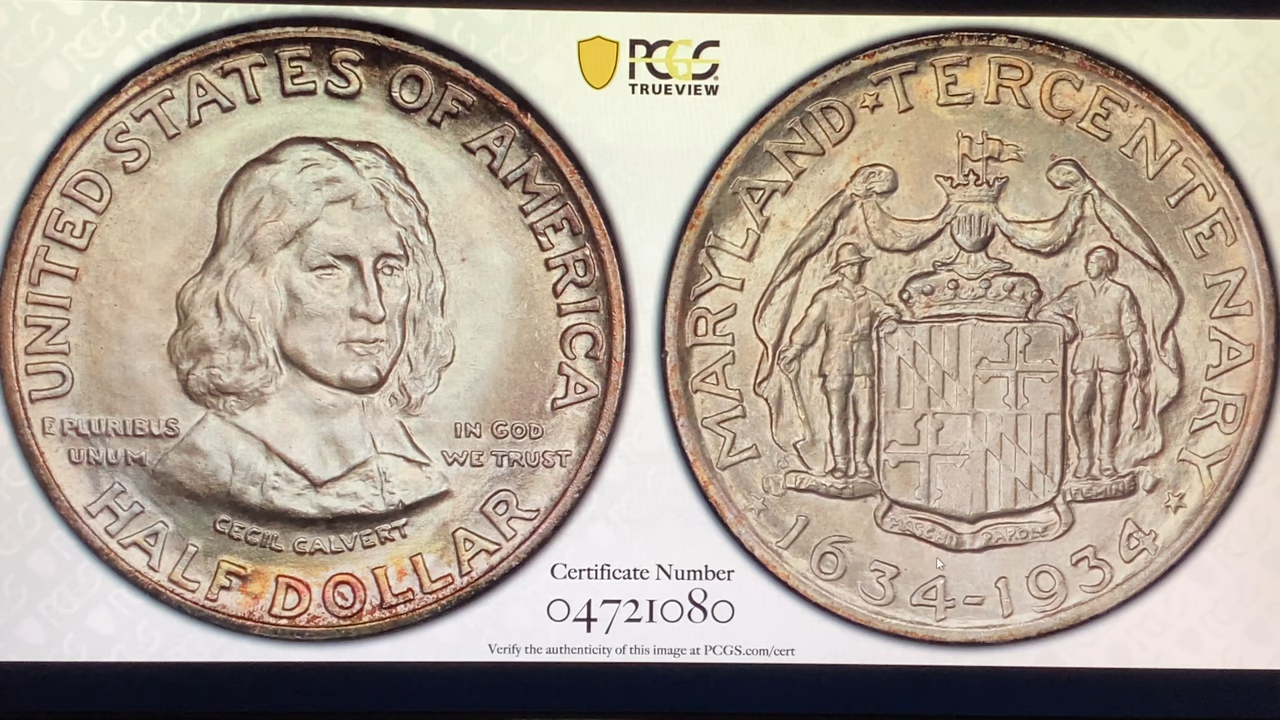 UNITED STATES OF AMERICA
E PLURIBUS
UNUM
IN GOD
WE TRUST
CECIL CALVERT
HALF DOLLAR
PCGS
TRUEVIEW
MARYLAND TERCENTENARY
1634-1934
Certificate Number
04721080
Verify the authenticity of this image at PCGS.com/cert